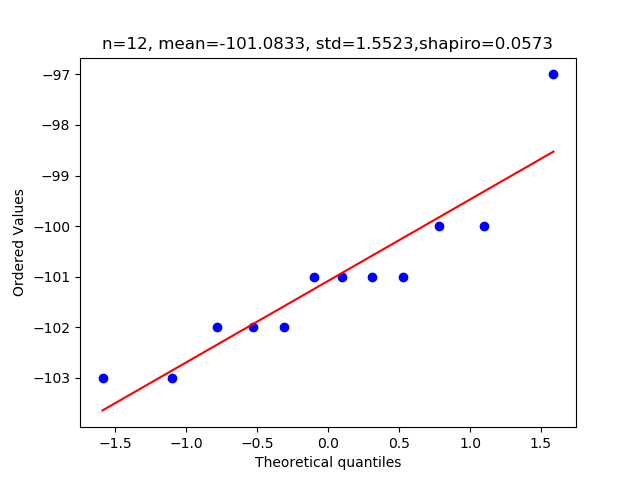 n=12, mean=-101.0833, std=1.5523,shapiro=0.0573
Ordered Values
−97
−98
−99
−100
−101
−102
−103
−1.5 −1.0 −0.5 0.0 0.5 1.0 1.5
Theoretical quantiles